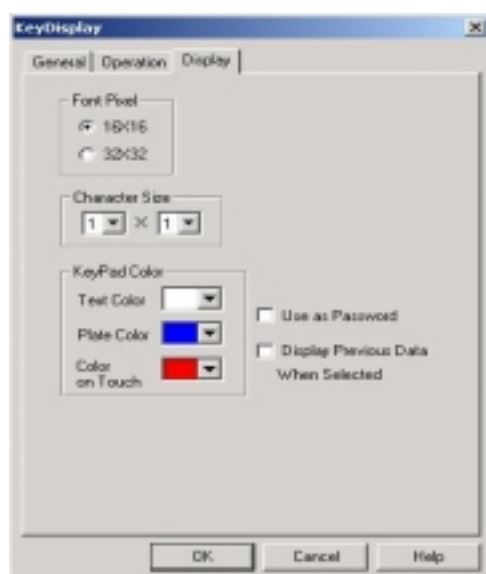 KeyDisplay
General Operation Display
Font Pixel
16X16
32X32
Character Size
1 X 1
KeyPad Color
Text Color
Plate Color
Color
on Touch
Use as Password
Display Previous Data
When Selected
OK Cancel Help